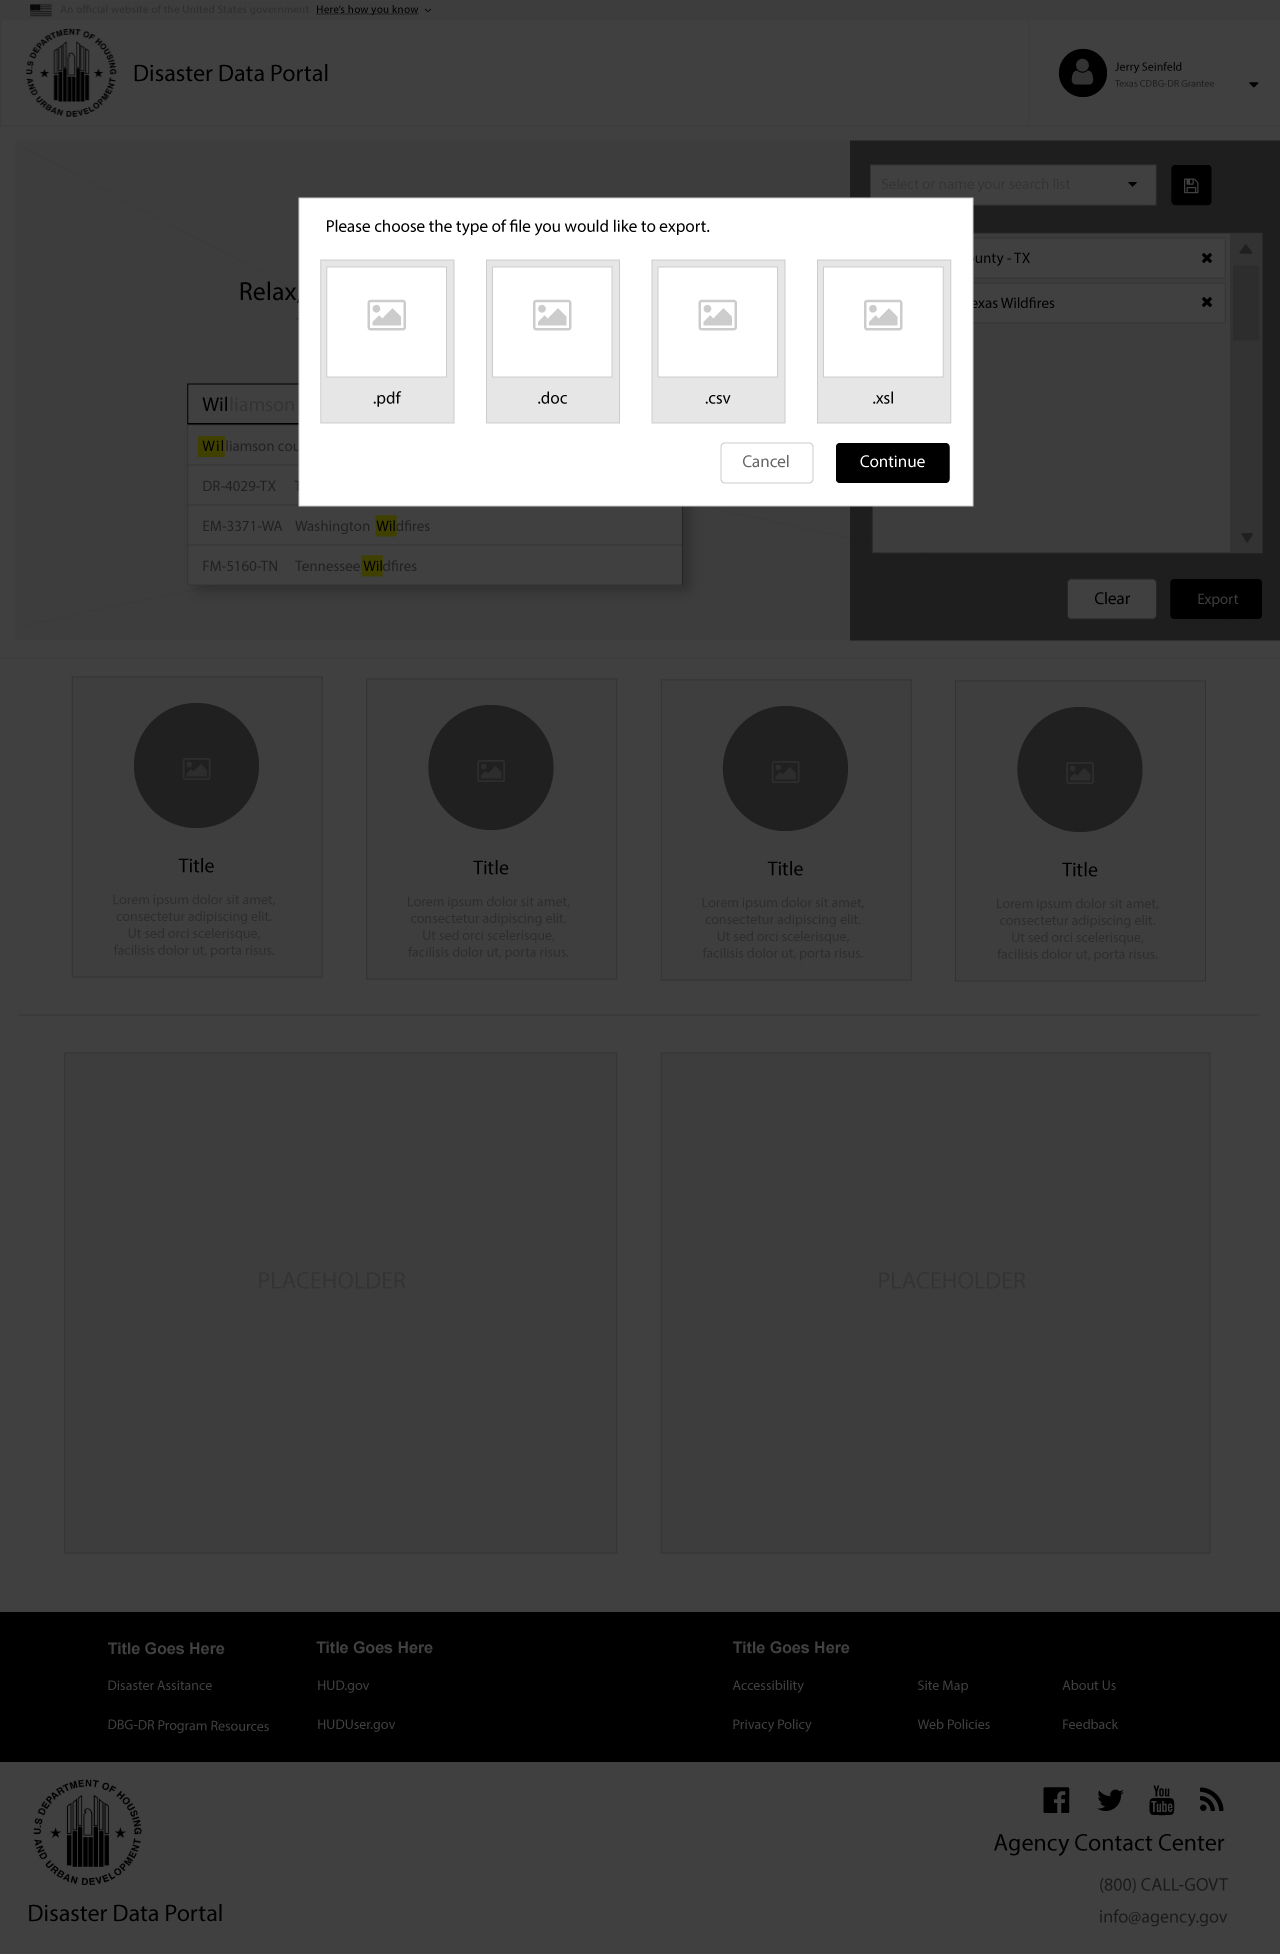 An official website of the United States government Here's how you know
U.S DEPARTMENT OF HOUSING AND URBAN DEVELOPMENT
Disaster Data Portal
Jerry Seinfeld
Texas CDBG-DR Grantee
Select or name your search list
Please choose the type of file you would like to export.
.pdf
.doc
.csv
.xsl
Cancel
Continue
Relax,
Williamson
Williamson cou
DR-4029-TX
EM-3371-WA Washington Wildfires
FM-5160-TN Tennessee Wildfires
unty - TX
exas Wildfires
Clear
Export
Title
Lorem ipsum dolor sit amet,
consectetur adipiscing elit.
Ut sed orci scelerisque,
facilisis dolor ut, porta risus.
Title
Lorem ipsum dolor sit amet,
consectetur adipiscing elit.
Ut sed orci scelerisque,
facilisis dolor ut, porta risus.
Title
Lorem ipsum dolor sit amet,
consectetur adipiscing elit.
Ut sed orci scelerisque,
facilisis dolor ut, porta risus.
Title
Lorem ipsum dolor sit amet,
consectetur adipiscing elit.
Ut sed orci scelerisque,
facilisis dolor ut, porta risus.
PLACEHOLDER
PLACEHOLDER
Title Goes Here
Disaster Assitance
DBG-DR Program Resources
Title Goes Here
HUD.gov
HUDUser.gov
Title Goes Here
Accessibility
Site Map
About Us
Privacy Policy
Web Policies
Feedback
U.S DEPARTMENT OF HOUSING AND URBAN DEVELOPMENT
Disaster Data Portal
You
Tube
Agency Contact Center
(800) CALL-GOVT
info@agency.gov